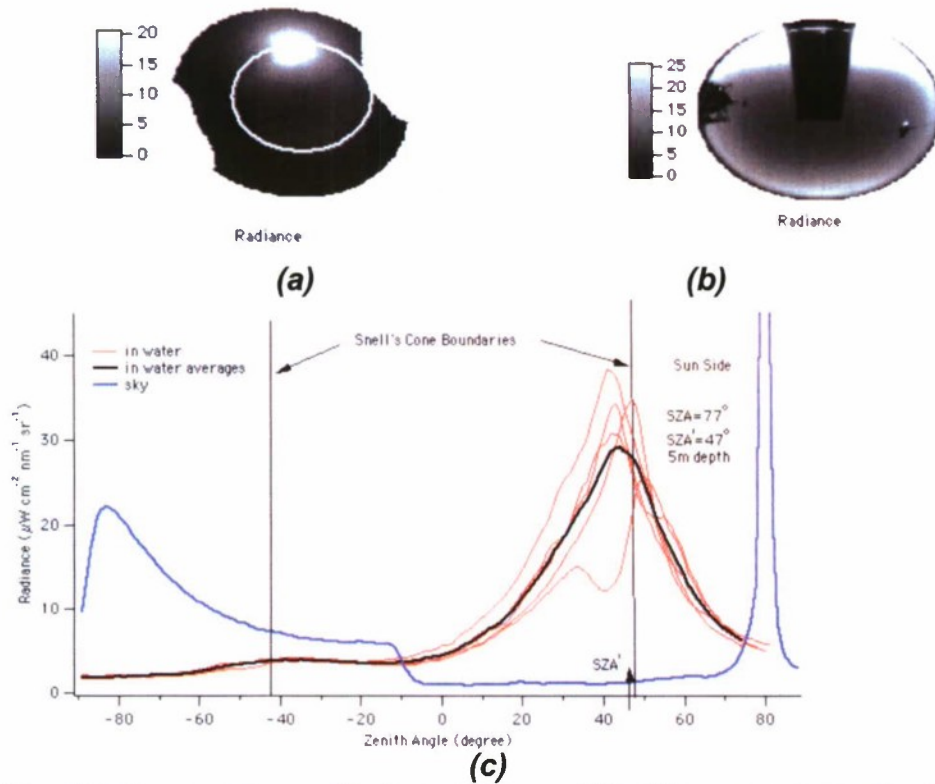 20
15
10
5
0
Radiance
(a)
25
20
15
10
5
0
Radiance
(b)
in water
in water averages
sky
Snell's Cone Boundaries
Sun Side
SZA=77°
SZA'=47°
5m depth
SZA'
Radiance (µW cm⁻² nm⁻¹ sr⁻¹)
40
30
20
10
0
-80 -60 -40 -20 0 20 40 60 80
Zenith Angle (degree)
(c)